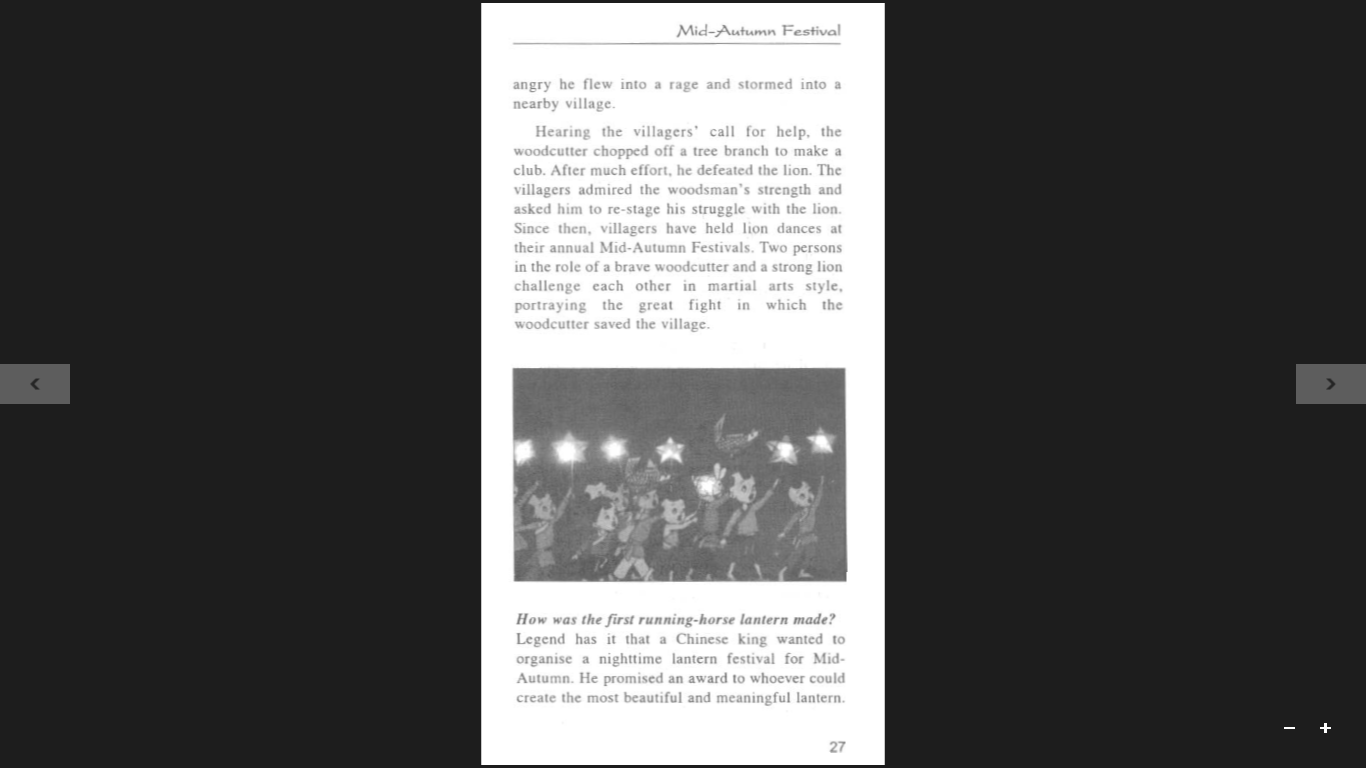 Mid-Autumn Festival
angry he flew into a rage and stormed into a
nearby village.
Hearing the villagers' call for help, the
woodcutter chopped off a tree branch to make a
club. After much effort, he defeated the lion. The
villagers admired the woodsman's strength and
asked him to re-stage his struggle with the lion.
Since then, villagers have held lion dances at
their annual Mid-Autumn Festivals. Two persons
in the role of a brave woodcutter and a strong lion
challenge each other in martial arts style,
portraying the great fight in which the
woodcutter saved the village.
How was the first running-horse lantern made?
Legend has it that a Chinese king wanted to
organise a nighttime lantern festival for Mid-
Autumn. He promised an award to whoever could
create the most beautiful and meaningful lantern.
27